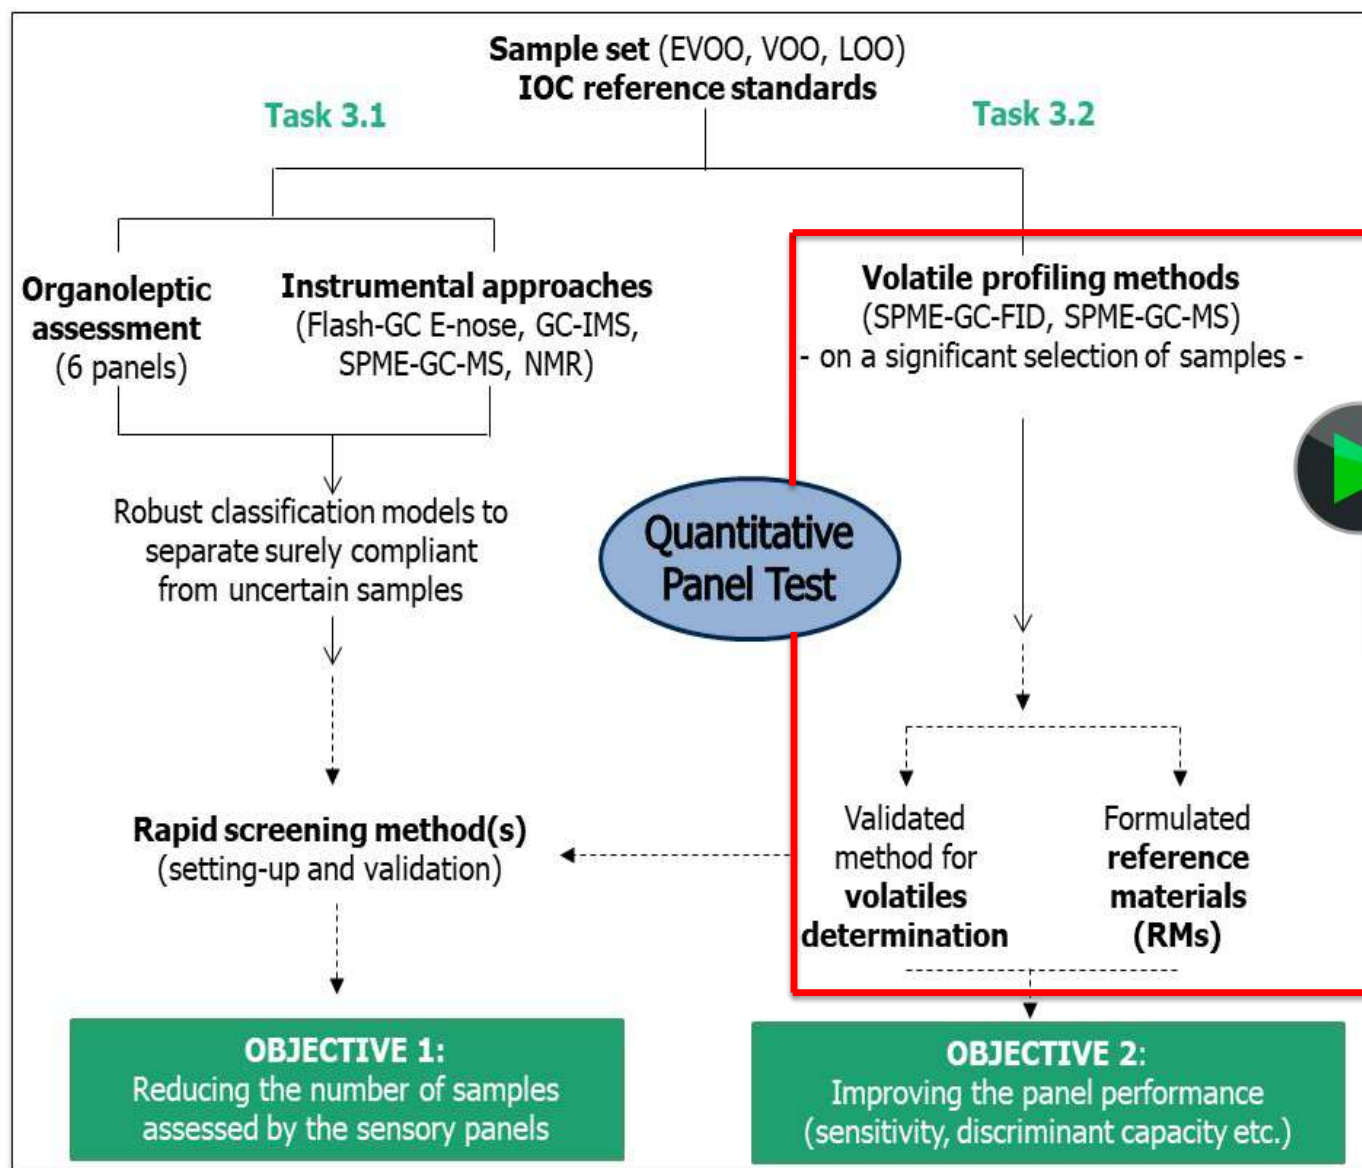 Sample set (EVOO, VOO, LOO)
IOC reference standards
Task 3.1
Task 3.2
Organoleptic
assessment
(6 panels)
Instrumental approaches
(Flash-GC E-nose, GC-IMS,
SPME-GC-MS, NMR)
Volatile profiling methods
(SPME-GC-FID, SPME-GC-MS)
- on a significant selection of samples -
Robust classification models to
separate surely compliant
from uncertain samples
Quantitative
Panel Test
Rapid screening method(s)
(setting-up and validation)
Validated
method for
volatiles
determination
Formulated
reference
materials
(RMs)
OBJECTIVE 1:
Reducing the number of samples
assessed by the sensory panels
OBJECTIVE 2:
Improving the panel performance
(sensitivity, discriminant capacity etc.)